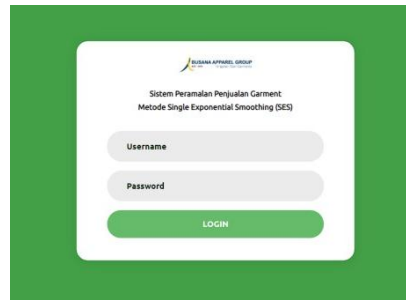 BUSANA APPAREL GROUP
Sistem Peramalan Penjualan Garment
Metode Single Exponential Smoothing (SES)
Username
Password
LOGIN